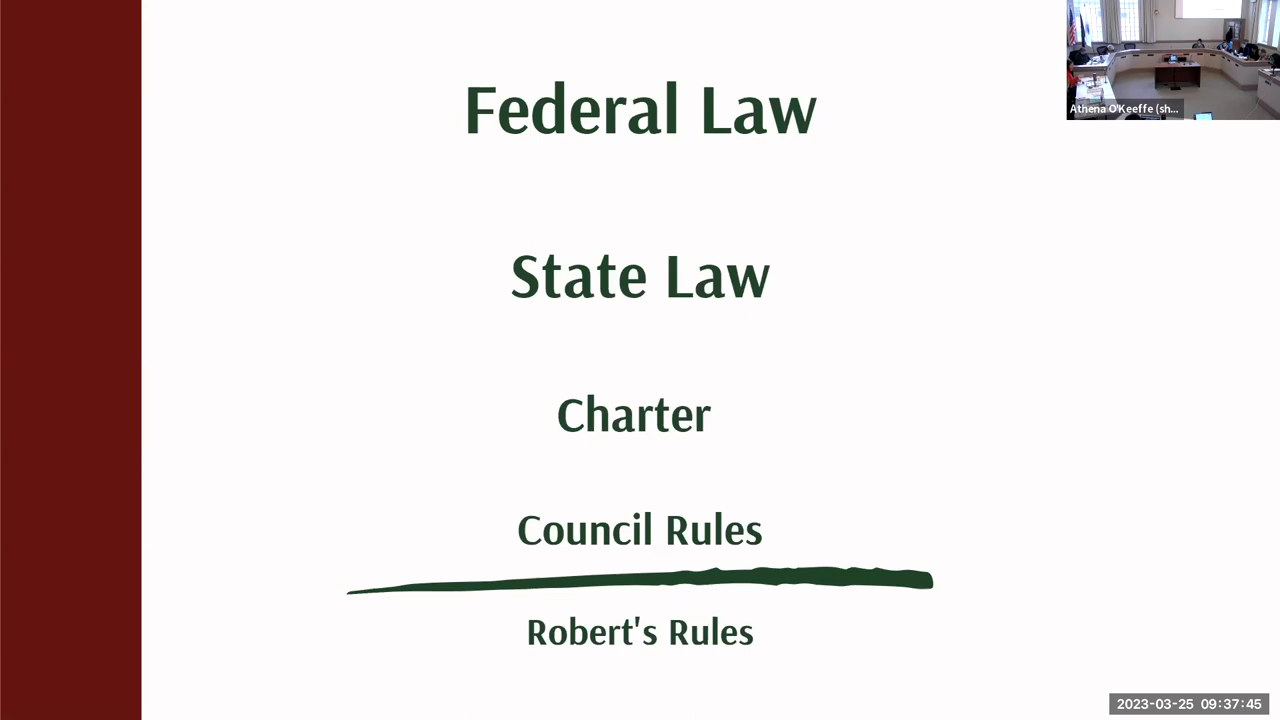 Federal Law
Athena O'Keeffe (sh...
State Law
Charter
Council Rules
Robert's Rules
2023-03-25 09:37:45